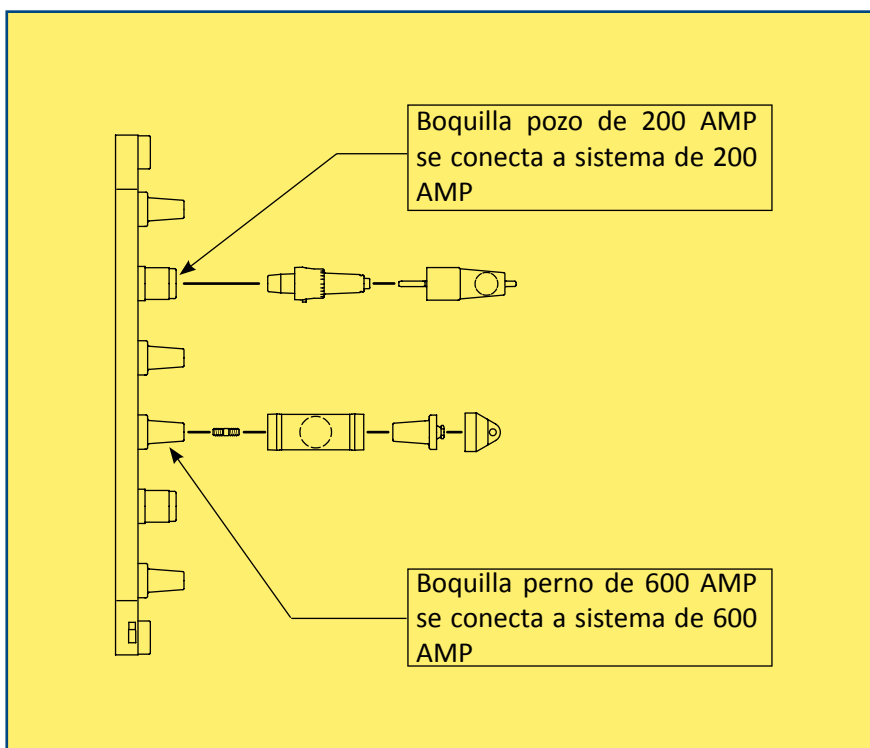 Boquilla pozo de 200 AMP
se conecta a sistema de 200
AMP
Boquilla perno de 600 AMP
se conecta a sistema de 600
AMP